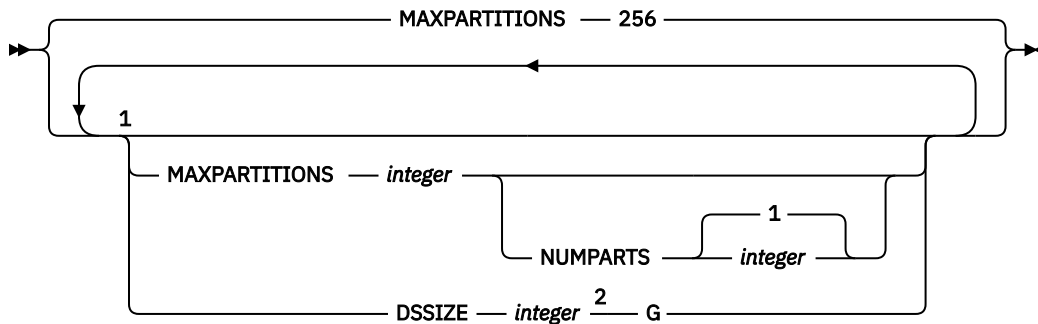 MAXPARTITIONS 256
1
MAXPARTITIONS integer
1
NUMPARTS integer
DSSIZE integer 2 G